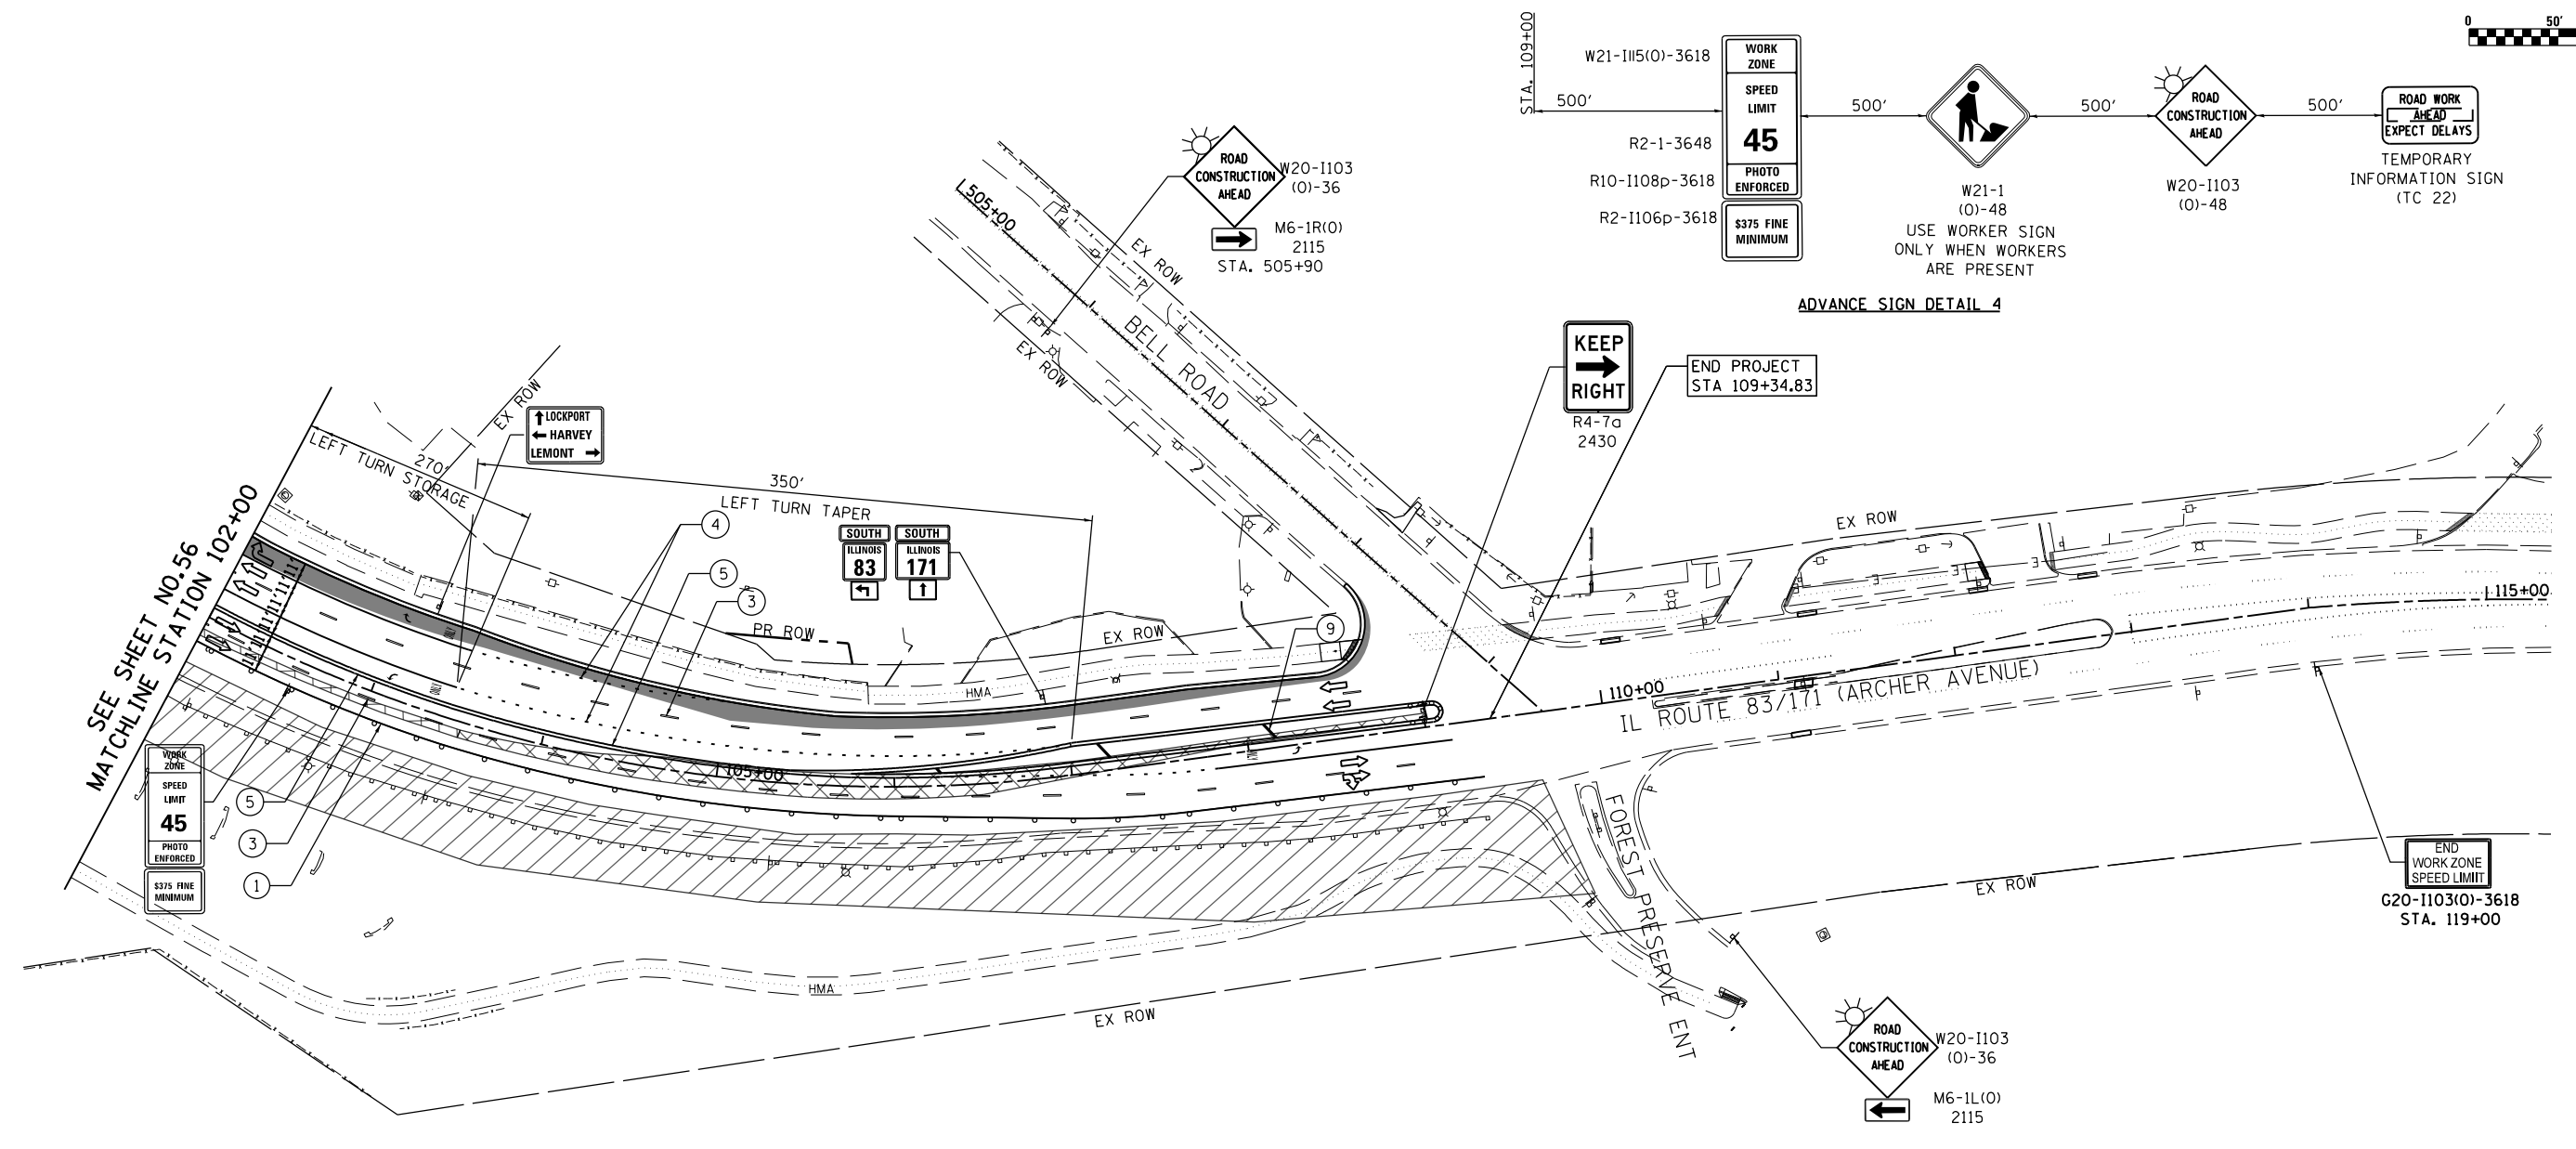 0 50'
STA. 109+00
500'
W21-I115(O)-3618
R2-1-3648
R10-I108p-3618
R2-I106p-3618
WORK
ZONE
SPEED
LIMIT
45
PHOTO
ENFORCED
$375 FINE
MINIMUM
500'
W21-1
(O)-48
USE WORKER SIGN
ONLY WHEN WORKERS
ARE PRESENT
500'
ROAD
CONSTRUCTION
AHEAD
W20-I103
(O)-48
500'
ROAD WORK
AHEAD
EXPECT DELAYS
TEMPORARY
INFORMATION SIGN
(TC 22)
ADVANCE SIGN DETAIL 4
ROAD
CONSTRUCTION
AHEAD
W20-I103
(O)-36
M6-1R(O)
2115
STA. 505+90
505+00
EX ROW
BELL ROAD
EX ROW
KEEP
RIGHT
R4-7a
2430
END PROJECT
STA 109+34.83
EX ROW
LOCKPORT
HARVEY
LEMONT
LEFT TURN STORAGE
270'
350'
LEFT TURN TAPER
SEE SHEET NO.56
MATCHLINE STATION 102+00
4
5
3
SOUTH
ILLINOIS
83
SOUTH
ILLINOIS
171
PR ROW
EX ROW
HMA
9
EX ROW
115+00
110+00
IL ROUTE 83/171 (ARCHER AVENUE)
105+00
WORK
ZONE
SPEED
LIMIT
45
PHOTO
ENFORCED
$375 FINE
MINIMUM
5
3
1
FOREST PRESERVE ENT
END
WORK ZONE
SPEED LIMIT
G20-I103(O)-3618
STA. 119+00
EX ROW
HMA
EX ROW
ROAD
CONSTRUCTION
AHEAD
W20-I103
(O)-36
M6-1L(O)
2115